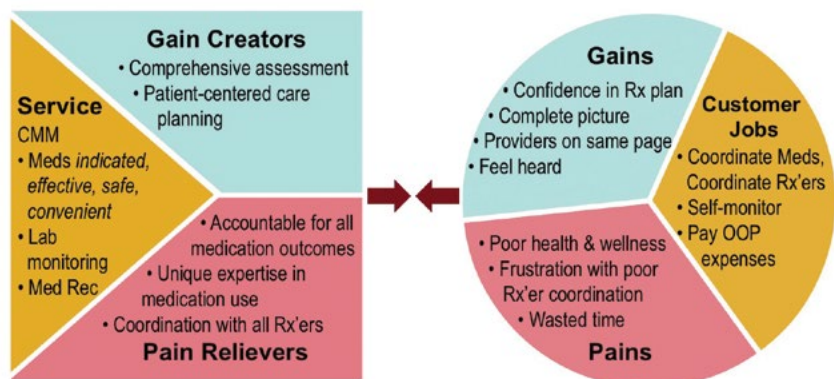 Gain Creators
• Comprehensive assessment
• Patient-centered care
planning
Service
CMM
• Meds indicated,
effective, safe,
convenient
• Lab
monitoring
• Med Rec
• Accountable for all
medication outcomes
• Unique expertise in
medication use
• Coordination with all Rx'ers
Pain Relievers
Gains
• Confidence in Rx plan
• Complete picture
• Providers on same page
• Feel heard
Customer
Jobs
• Coordinate Meds,
Coordinate Rx'ers
• Self-monitor
• Pay OOP
expenses
• Poor health & wellness
• Frustration with poor
Rx'er coordination
• Wasted time
Pains